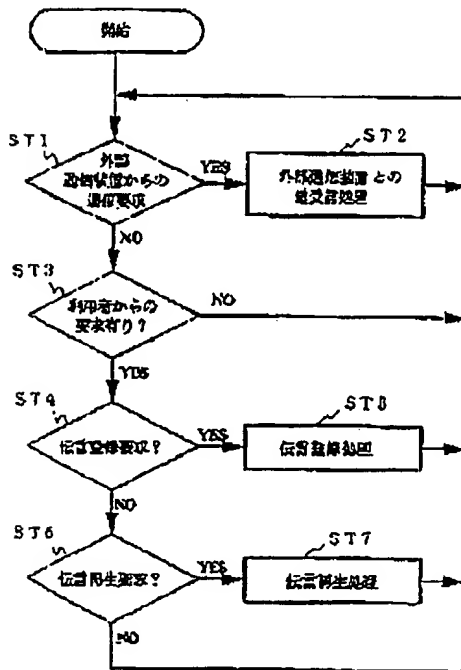 開始
ST1
外部
通信装置からの
通信要求
YES
ST2
外部通信装置との
送受信処理
NO
ST3
利用者からの
要求有り?
NO
YES
ST4
伝言登録要求?
YES
ST5
伝言登録処理
NO
ST6
伝言再生要求?
YES
ST7
伝言再生処理
NO